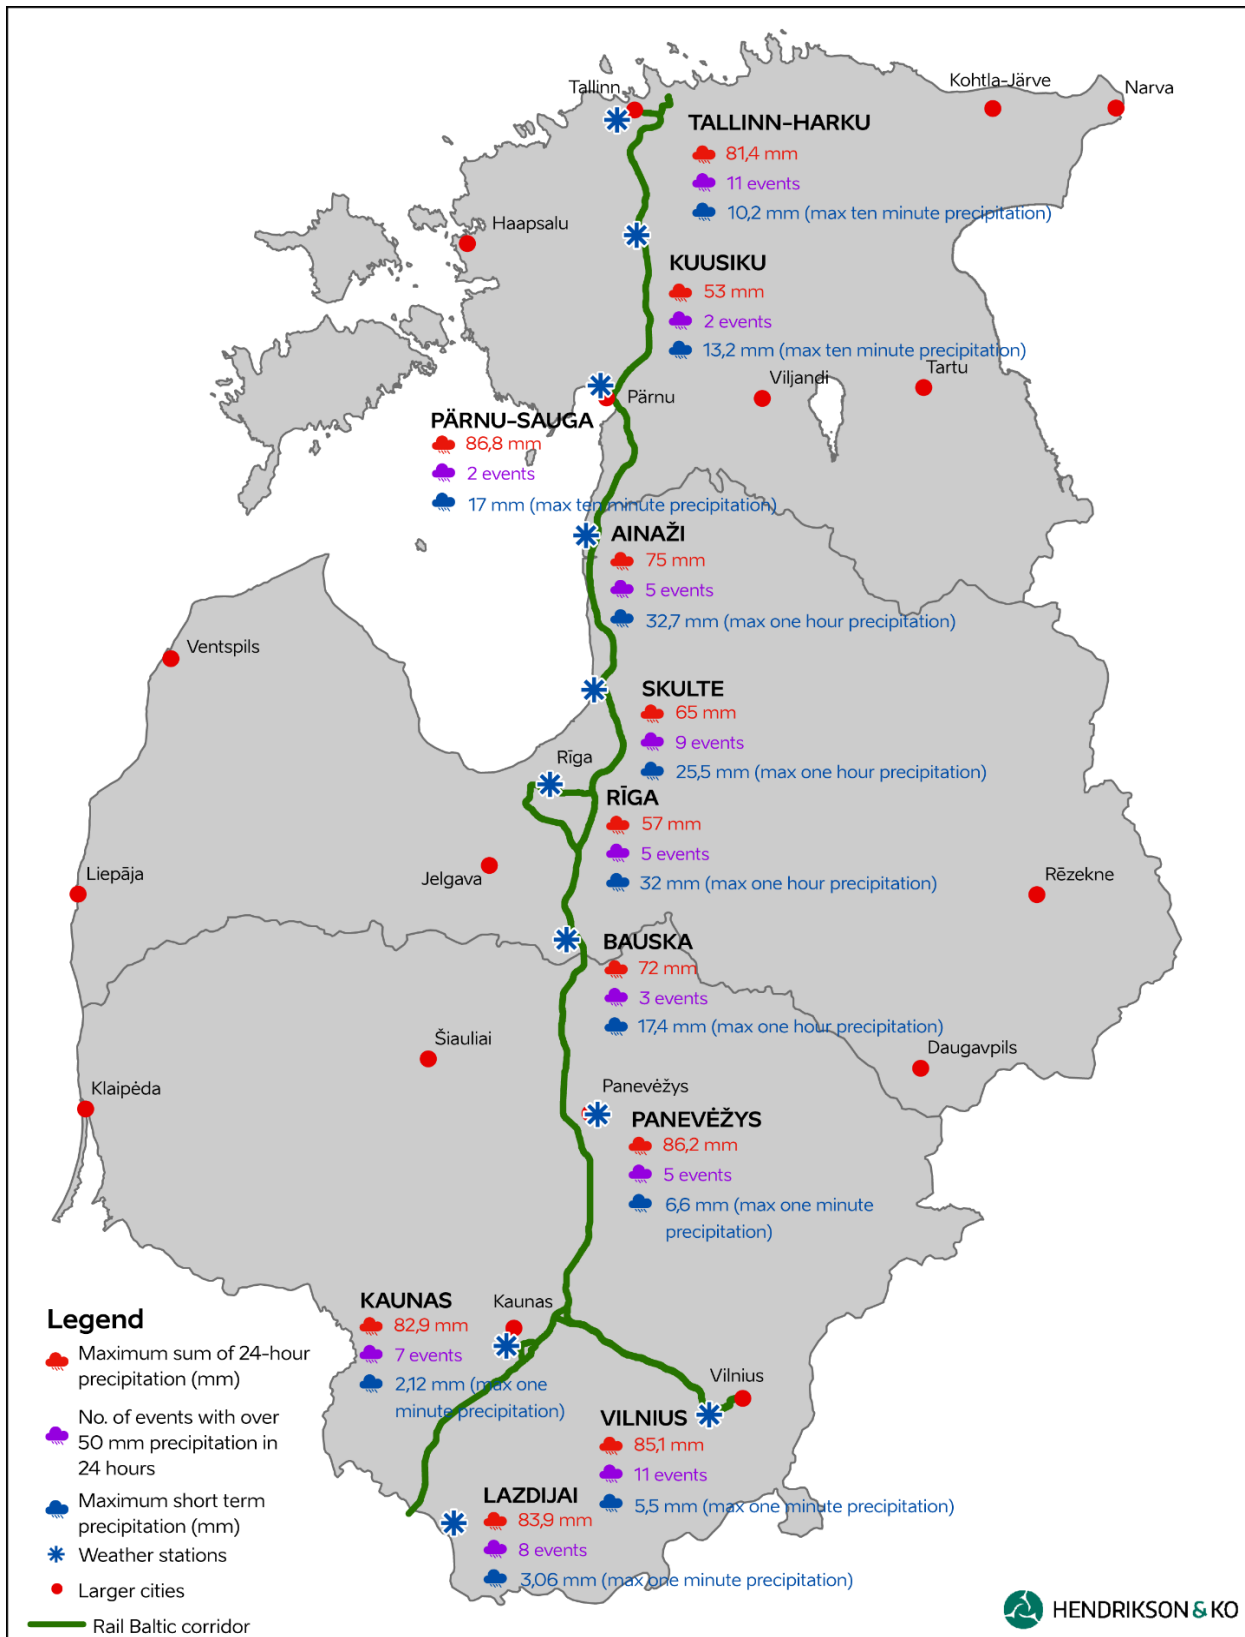 Tallinn
Kohtla-Järve
Narva
TALLINN-HARKU
81,4 mm
11 events
10,2 mm (max ten minute precipitation)
Haapsalu
KUUSIKU
53 mm
2 events
13,2 mm (max ten minute precipitation)
Viljandi
Tartu
Pärnu
PÄRNU-SAUGA
86,8 mm
2 events
17 mm (max ten minute precipitation)
AINAŽI
75 mm
5 events
32,7 mm (max one hour precipitation)
Ventspils
SKULTE
65 mm
9 events
25,5 mm (max one hour precipitation)
Rīga
RĪGA
57 mm
5 events
32 mm (max one hour precipitation)
Liepāja
Jelgava
Rēzekne
BAUSKA
72 mm
3 events
17,4 mm (max one hour precipitation)
Šiauliai
Daugavpils
Klaipėda
Panevėžys
PANEVĖŽYS
86,2 mm
5 events
6,6 mm (max one minute
precipitation)
KAUNAS
Kaunas
82,9 mm
7 events
2,12 mm (max one
minute precipitation)
Vilnius
VILNIUS
85,1 mm
11 events
5,5 mm (max one minute precipitation)
LAZDIJAI
83,9 mm
8 events
3,06 mm (max one minute precipitation)
Legend
Maximum sum of 24-hour
precipitation (mm)
No. of events with over
50 mm precipitation in
24 hours
Maximum short term
precipitation (mm)
Weather stations
Larger cities
Rail Baltic corridor
HENDRIKSON & KO